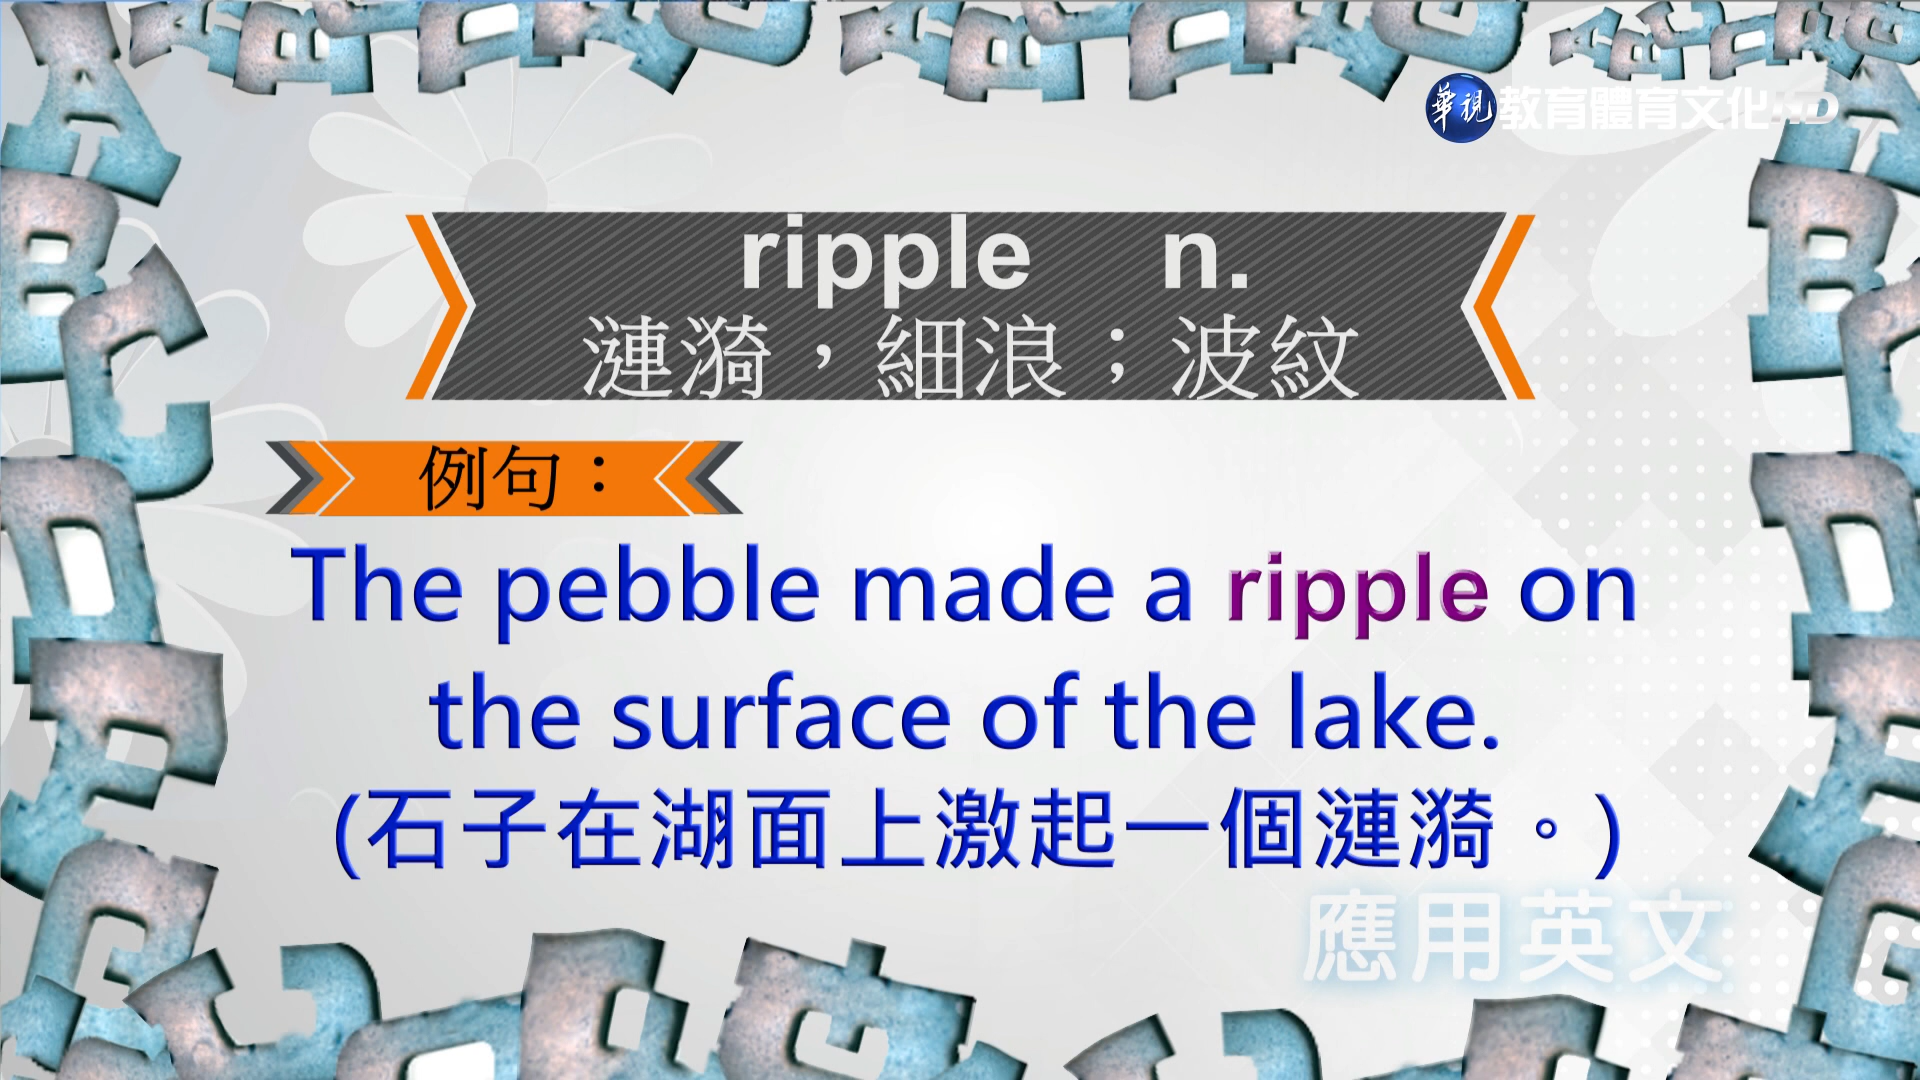 華視 教育體育文化HD
ripple n.
漣漪，細浪；波紋
例句：
The pebble made a ripple on
the surface of the lake.
(石子在湖面上激起一個漣漪。)
應用英文